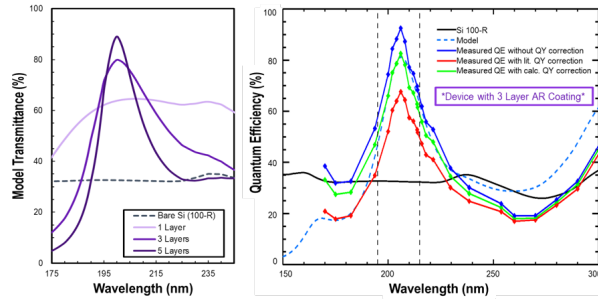 100
80
60
40
20
0
Model Transmittance (%)
175
195
215
235
Wavelength (nm)
Bare Si (100-R)
1 Layer
3 Layers
5 Layers
100
80
60
40
20
0
Quantum Efficiency (%)
150
200
250
300
Wavelength (nm)
Si 100-R
Model
Measured QE without QY correction
Measured QE with lit. QY correction
Measured QE with calc. QY correction
*Device with 3 Layer AR Coating*